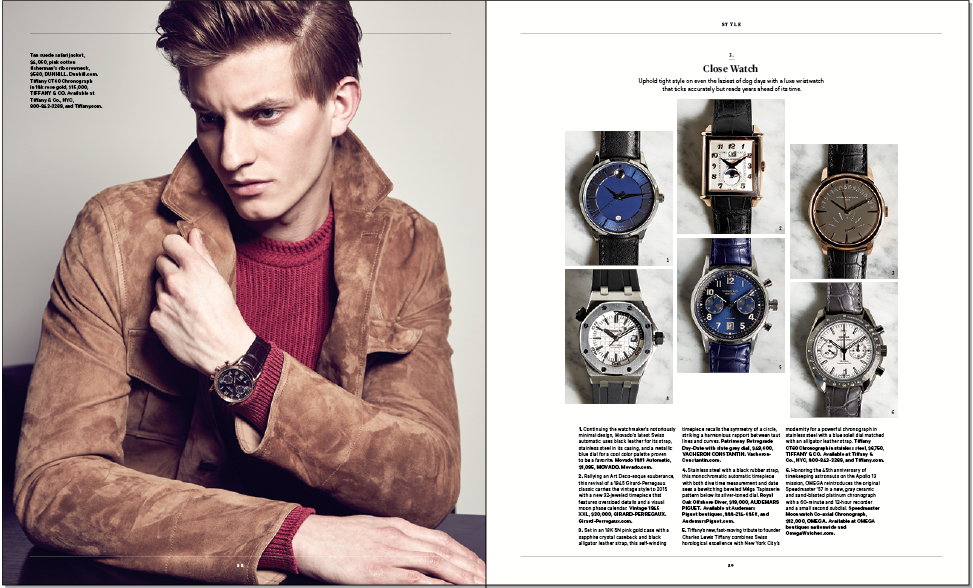 Tan suede safari jacket,
$4,050, pink cotton
fisherman's rib crewneck,
$560, DUNHILL. Dunhill.com.
Tiffany CT60 Chronograph
in 18k rose gold, $15,000,
TIFFANY & CO. Available at
Tiffany & Co., NYC,
800-843-3269, and Tiffany.com.
STYLE
Close Watch
Uphold tight style on even the laziest of dog days with a luxe wristwatch
that ticks accurately but reads years ahead of its time.
1
2
3
4
5
6
1. Continuing the watchmaker's notoriously
minimal design, Movado's latest Swiss
automatic uses black leather for its strap,
stainless steel in its casing, and a metallic
blue dial for a cool color palette proven
to be a favorite. Movado 1881 Automatic,
$1,095, MOVADO. Movado.com.
2. Rallying an Art Deco-esque exuberance,
this revival of a 1945 Girard-Perregaux
classic carries the vintage style to 2015
with a new 32-jeweled timepiece that
features oversized details and a visual
moon phase calendar. Vintage 1945
XXL, $30,000, GIRARD-PERREGAUX.
Girard-Perregaux.com.
3. Set in an 18K 5N pink gold case with a
sapphire crystal caseback and black
alligator leather strap, this self-winding
timepiece recalls the symmetry of a circle,
striking a harmonious rapport between taut
lines and curves. Patrimony Retrograde
Day-Date with slate grey dial, $49,400,
VACHERON CONSTANTIN. Vacheron-
Constantin.com.
4. Stainless steel with a black rubber strap,
this monochromatic automatic timepiece
with both dive time measurement and date
uses a bewitching beveled Méga Tapisserie
pattern below its silver-toned dial. Royal
Oak Offshore Diver, $19,000, AUDEMARS
PIGUET. Available at Audemars
Piguet boutiques, and
AudemarsPiguet.com.
5. Tiffany's new, fast-moving tribute to founder
Charles Lewis Tiffany combines Swiss
horological excellence with New York City's
modernity for a powerful chronograph in
stainless steel with a blue soleil dial matched
with an alligator leather strap. Tiffany
CT60 Chronograph in stainless steel, $6,750,
TIFFANY & CO. Available at Tiffany &
Co., NYC, 800-843-3269, and Tiffany.com.
6. Honoring the 45th anniversary of
timekeeping astronauts on the Apollo 13
mission, OMEGA reintroduces the original
Speedmaster '57 in a new, gray ceramic
and sand-blasted platinum chronograph
with a 60-minute and 12-hour recorder
and a small second subdial. Speedmaster
Moonwatch Co-axial Chronograph,
$12,000, OMEGA. Available at OMEGA
boutiques nationwide and
OmegaWatches.com.